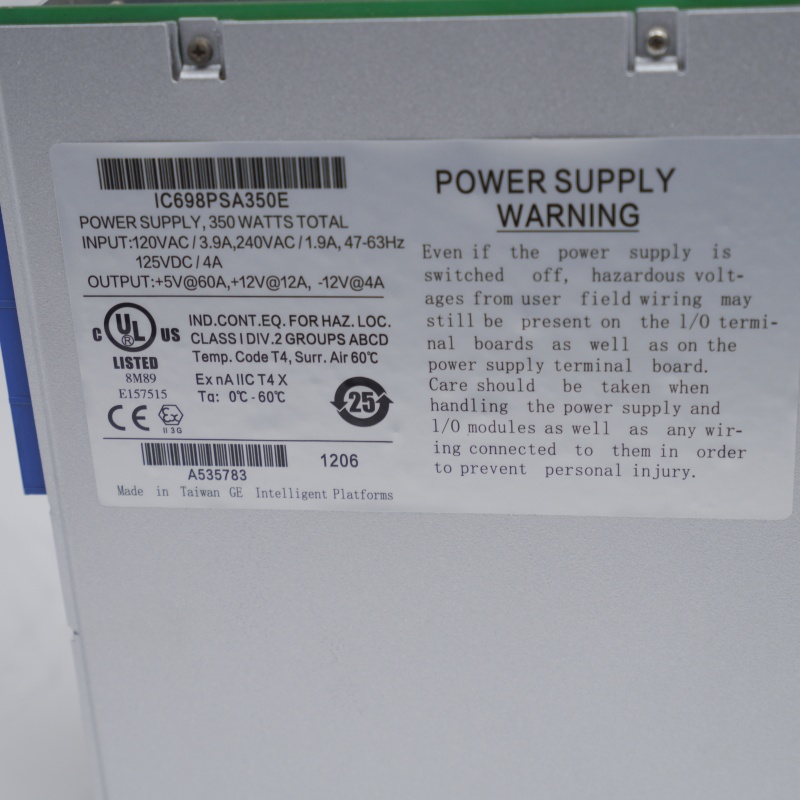 IC698PSA350E
POWER SUPPLY, 350 WATTS TOTAL
INPUT:120VAC / 3.9A,240VAC / 1.9A, 47-63Hz
125VDC / 4A
OUTPUT:+5V@60A,+12V@12A, -12V@4A
C UL US
R
LISTED
8M89
E157515
IND.CONT.EQ. FOR HAZ. LOC.
CLASS I DIV.2 GROUPS ABCD
Temp. Code T4, Surr. Air 60℃
Ex nA IIC T4 X
Ta: 0℃ - 60℃
CE Ex
II 3 G
25
A535783
1206
Made in Taiwan GE Intelligent Platforms
POWER SUPPLY
WARNING
Even if the power supply is
switched off, hazardous volt-
ages from user field wiring may
still be present on the l/O termi-
nal boards as well as on the
power supply terminal board.
Care should be taken when
handling the power supply and
l/O modules as well as any wir-
ing connected to them in order
to prevent personal injury.